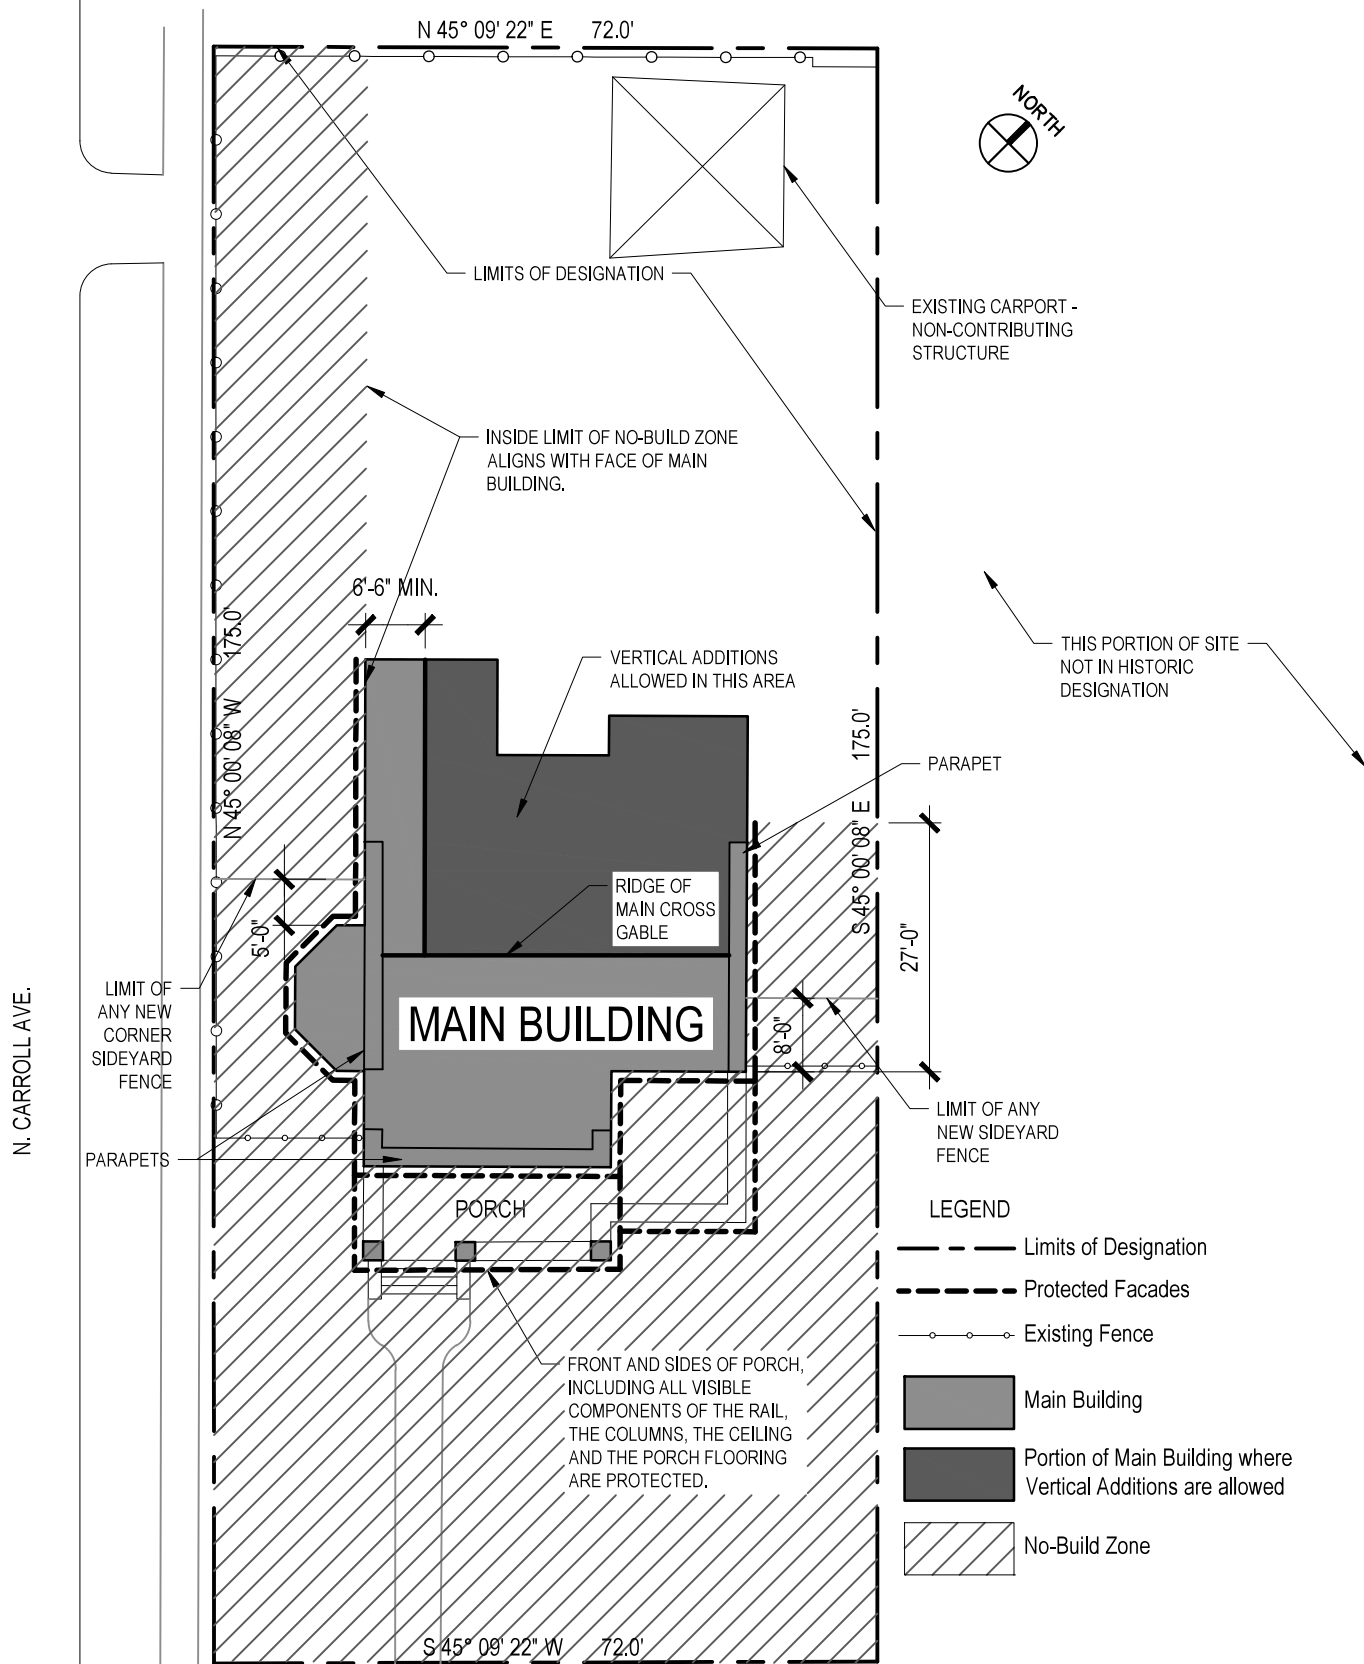 N 45° 09' 22" E 72.0'
NORTH
LIMITS OF DESIGNATION
EXISTING CARPORT -
NON-CONTRIBUTING
STRUCTURE
INSIDE LIMIT OF NO-BUILD ZONE
ALIGNS WITH FACE OF MAIN
BUILDING.
6'-6" MIN.
N 45° 00' 08" W 175.0'
VERTICAL ADDITIONS
ALLOWED IN THIS AREA
THIS PORTION OF SITE
NOT IN HISTORIC
DESIGNATION
S 45° 00' 08" E 175.0'
PARAPET
RIDGE OF
MAIN CROSS
GABLE
5'-0"
27'-0"
8'-0"
LIMIT OF
ANY NEW
CORNER
SIDEYARD
FENCE
MAIN BUILDING
N. CARROLL AVE.
LIMIT OF ANY
NEW SIDEYARD
FENCE
PARAPETS
PORCH
LEGEND
Limits of Designation
Protected Facades
Existing Fence
Main Building
Portion of Main Building where
Vertical Additions are allowed
No-Build Zone
FRONT AND SIDES OF PORCH,
INCLUDING ALL VISIBLE
COMPONENTS OF THE RAIL,
THE COLUMNS, THE CEILING
AND THE PORCH FLOORING
ARE PROTECTED.
S 45° 09' 22" W 72.0'